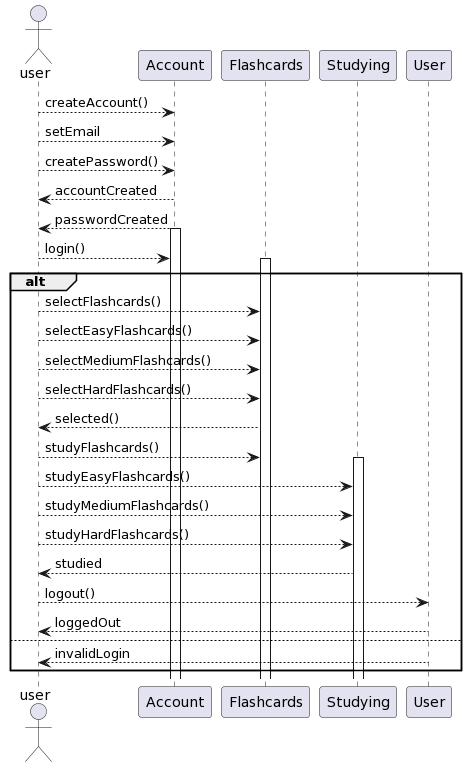 user
Account
Flashcards
Studying
User
createAccount()
setEmail
createPassword()
accountCreated
passwordCreated
login()
alt
selectFlashcards()
selectEasyFlashcards()
selectMediumFlashcards()
selectHardFlashcards()
selected()
studyFlashcards()
studyEasyFlashcards()
studyMediumFlashcards()
studyHardFlashcards()
studied
logout()
loggedOut
invalidLogin
user
Account
Flashcards
Studying
User